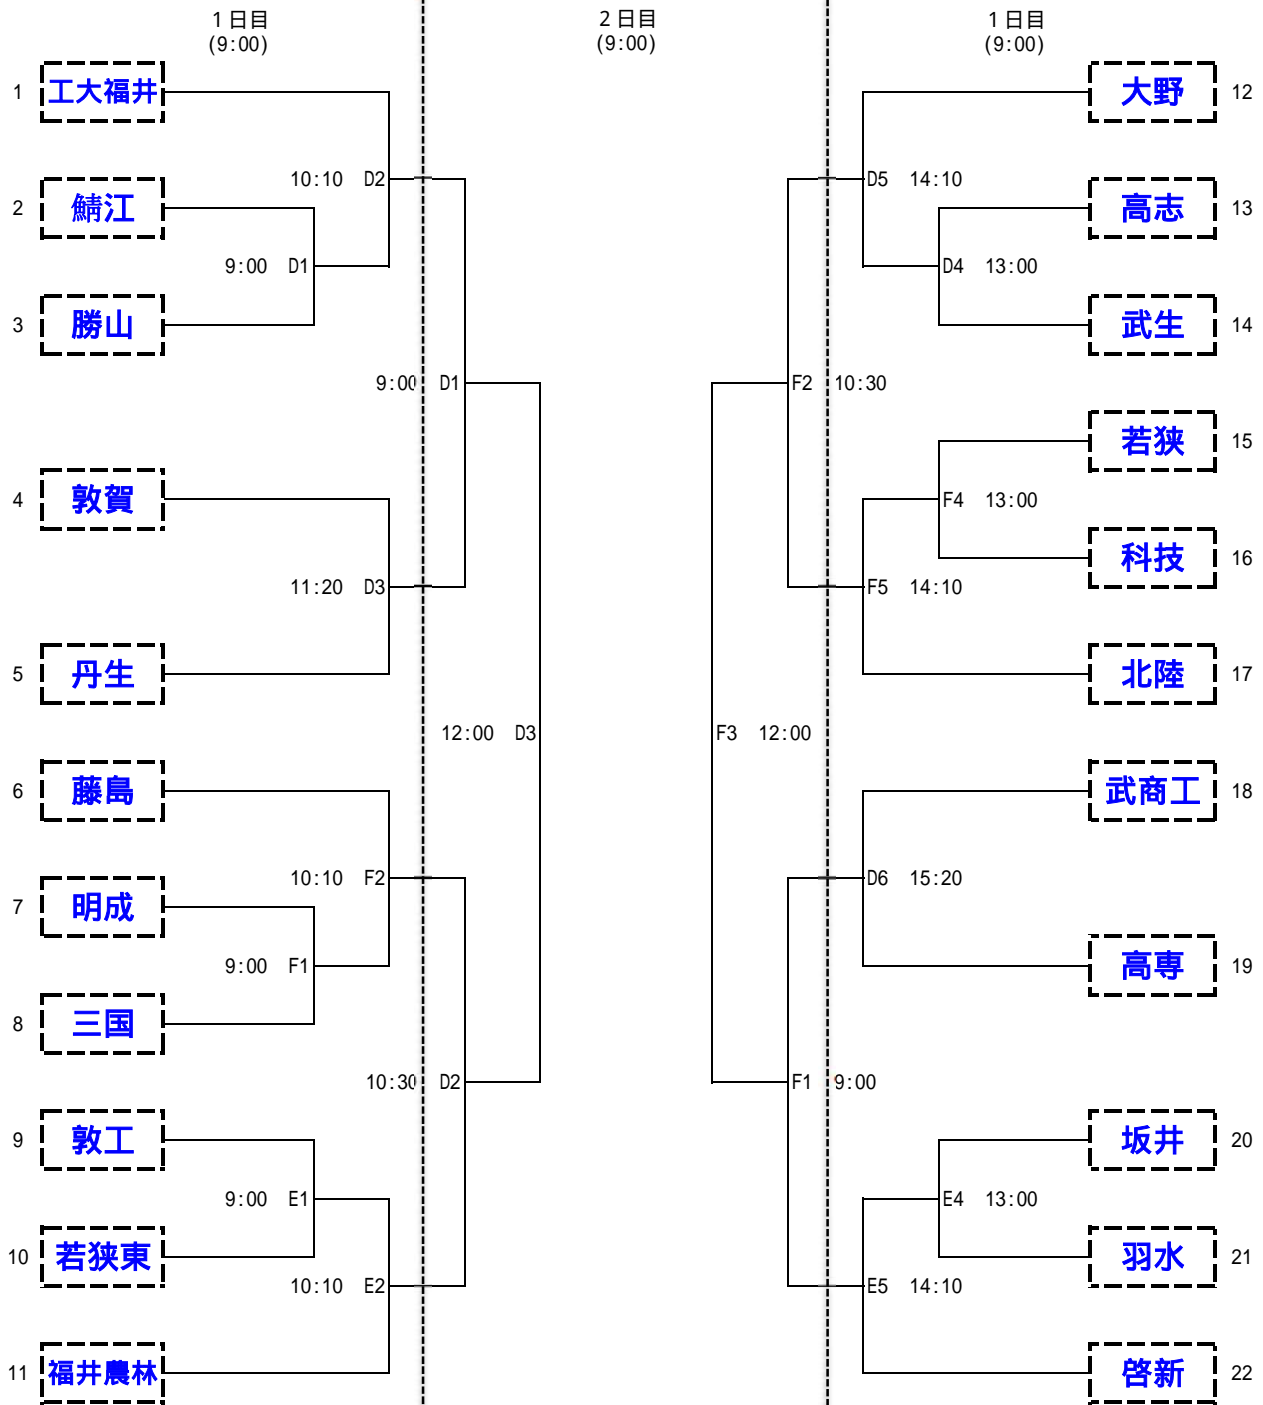 1日目 2日目 1日目
(9:00) (9:00) (9:00)
1 工大福井 大野 12
10:10 D2 D5 14:10
2 鯖江 高志 13
9:00 D1 D4 13:00
3 勝山 武生 14
9:00 D1 F2 10:30
若狭 15
4 敦賀 F4 13:00
科技 16
11:20 D3 F5 14:10
5 丹生 北陸 17
12:00 D3 F3 12:00
6 藤島 武商工 18
10:10 F2 D6 15:20
7 明成
9:00 F1 高専 19
8 三国
10:30 D2 F1 9:00
9 敦工 坂井 20
9:00 E1 E4 13:00
10 若狭東 羽水 21
10:10 E2 E5 14:10
11 福井農林 啓新 22